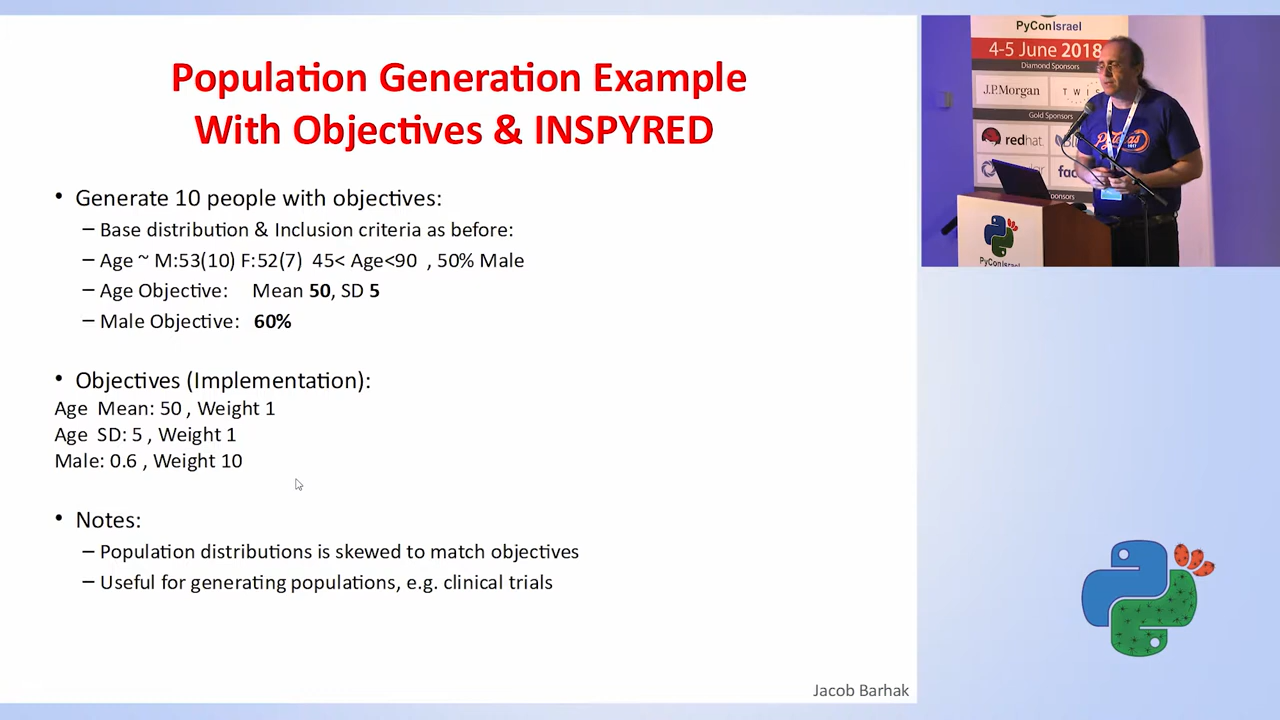 Population Generation Example
With Objectives & INSPYRED
• Generate 10 people with objectives:
– Base distribution & Inclusion criteria as before:
– Age ~ M:53(10) F:52(7) 45< Age<90 , 50% Male
– Age Objective: Mean 50, SD 5
– Male Objective: 60%
• Objectives (Implementation):
Age Mean: 50 , Weight 1
Age SD: 5 , Weight 1
Male: 0.6 , Weight 10
• Notes:
– Population distributions is skewed to match objectives
– Useful for generating populations, e.g. clinical trials
Jacob Barhak
PyConIsrael
4-5 June 2018
Diamond Sponsors
J.P.Morgan
Gold Sponsors
redhat.
PyConIsrael